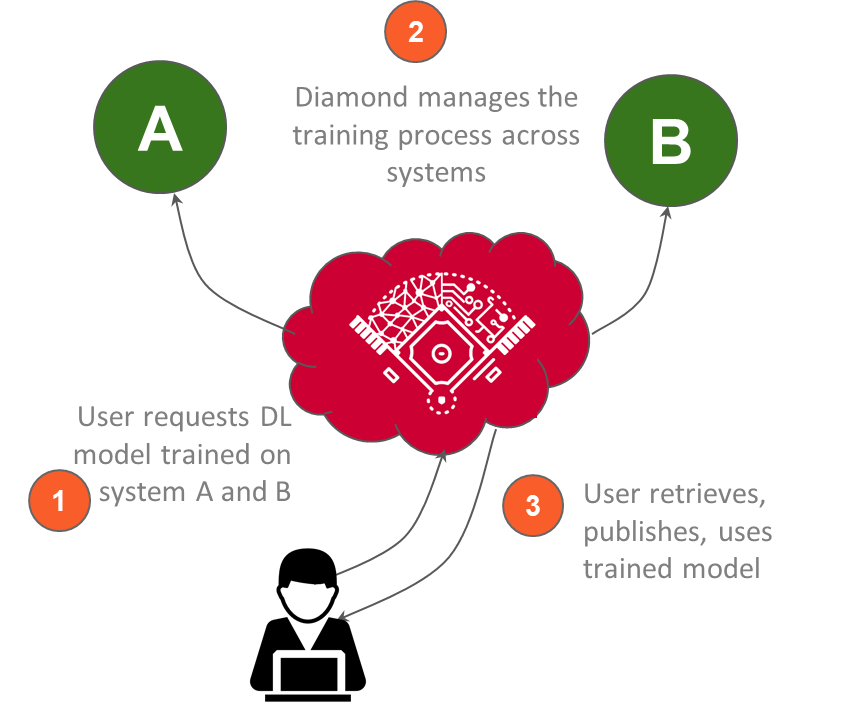 2
A
Diamond manages the
training process across
systems
B
User requests DL
model trained on
system A and B
1
3
User retrieves,
publishes, uses
trained model